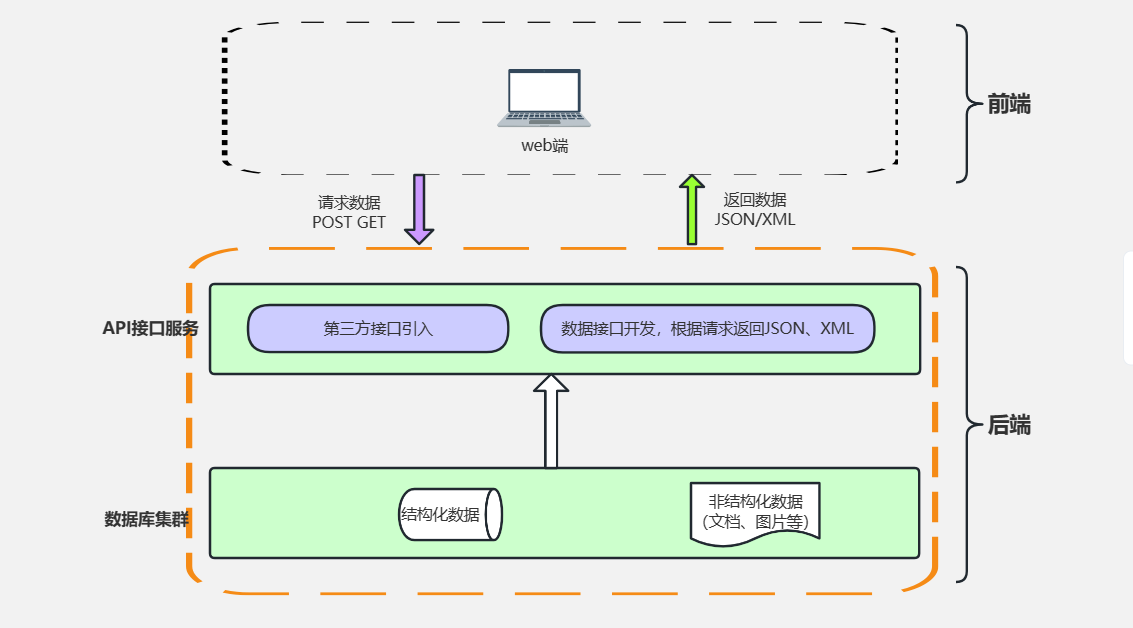 web端
前端
请求数据
POST GET
返回数据
JSON/XML
API接口服务
第三方接口引入
数据接口开发，根据请求返回JSON、XML
后端
数据库集群
结构化数据
非结构化数据
（文档、图片等）